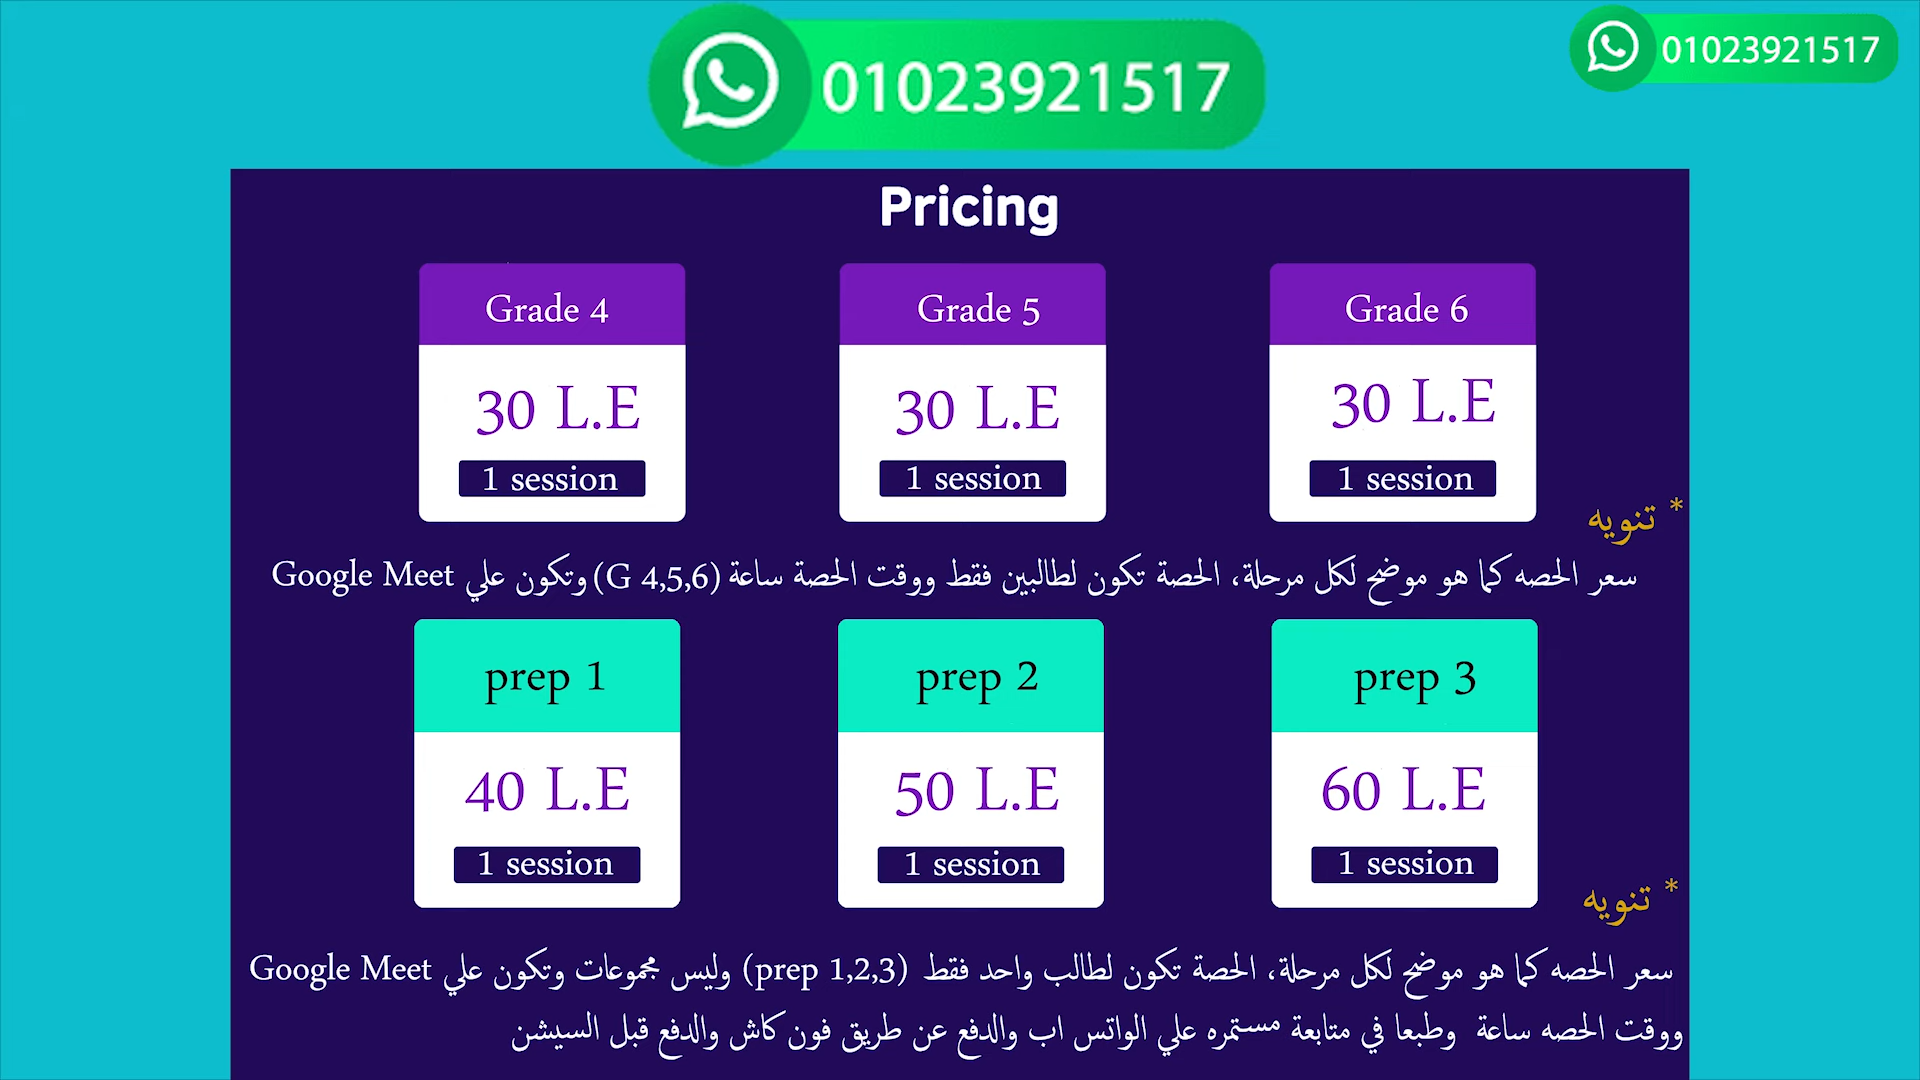 01023921517
01023921517
Pricing
Grade 4
30 L.E
1 session
Grade 5
30 L.E
1 session
Grade 6
30 L.E
1 session
* تنويه
سعر الحصه كما هو موضح لكل مرحلة، الحصة تكون لطالبين فقط ووقت الحصة ساعة (G 4,5,6) وتكون علي Google Meet
prep 1
40 L.E
1 session
prep 2
50 L.E
1 session
prep 3
60 L.E
1 session
* تنويه
سعر الحصه كما هو موضح لكل مرحلة، الحصة تكون لطالب واحد فقط (prep 1,2,3) وليس مجموعات وتكون علي Google Meet
ووقت الحصه ساعة وطبعا في متابعة مستمره علي الواتس اب والدفع عن طريق فون كاش والدفع قبل السيشن